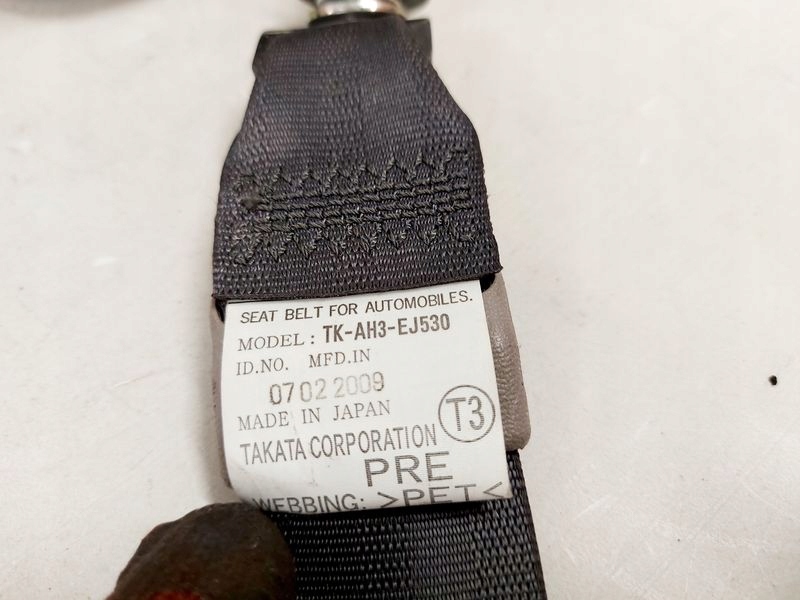 SEAT BELT FOR AUTOMOBILES.
MODEL : TK-AH3-EJ530
ID.NO. MFD.IN
07 02 2009
MADE IN JAPAN
T3
TAKATA CORPORATION
PRE
WEBBING: >PET<